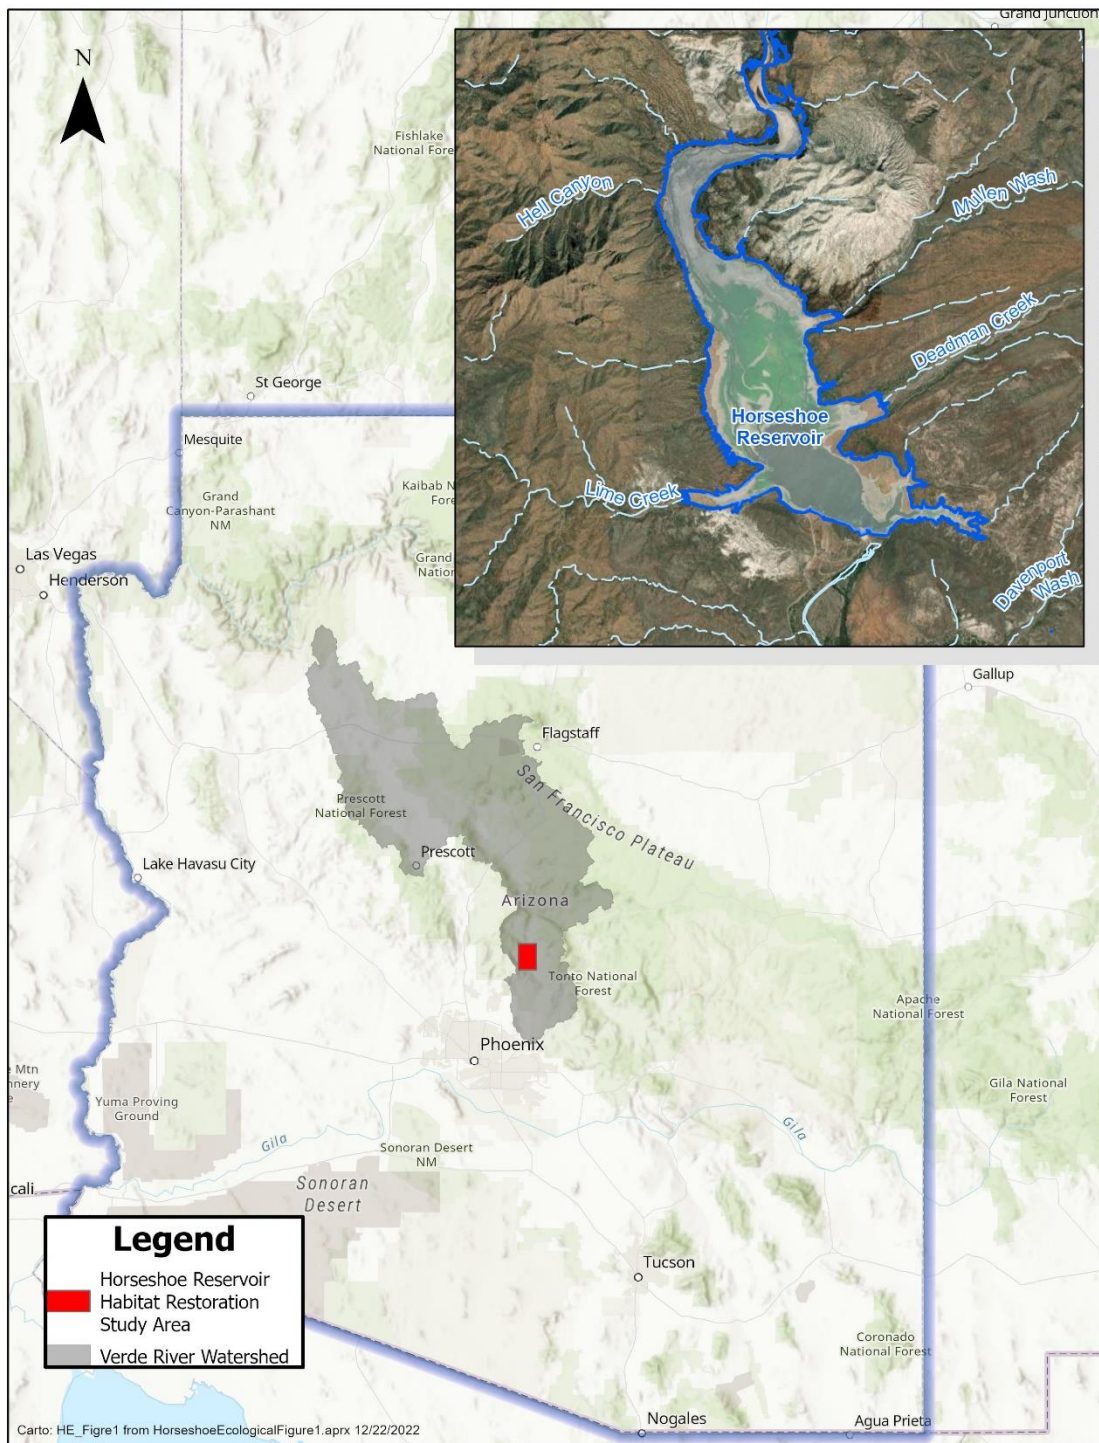 Grand Junction
N
Fishlake
National Fore
Hell Canyon
Mullen Wash
Deadman Creek
Horseshoe
Reservoir
Lime Creek
Davenport
Wash
St George
Mesquite
Grand
Canyon-Parashant
NM
Kaibab N
Fore
Grand
Nation
Las Vegas
Henderson
Gallup
Flagstaff
San Francisco Plateau
Prescott
National Forest
Prescott
Lake Havasu City
Arizona
Tonto National
Forest
Apache
National Forest
Phoenix
e Mtn
nnery
e
Yuma Proving
Ground
Gila National
Forest
Gila
Gila
Sonoran Desert
NM
Sonoran
Desert
cali
Legend
Horseshoe Reservoir
Habitat Restoration
Study Area
Verde River Watershed
Tucson
Coronado
National Forest
Nogales
Agua Prieta
Carto: HE_Figre1 from HorseshoeEcologicalFigure1.aprx 12/22/2022